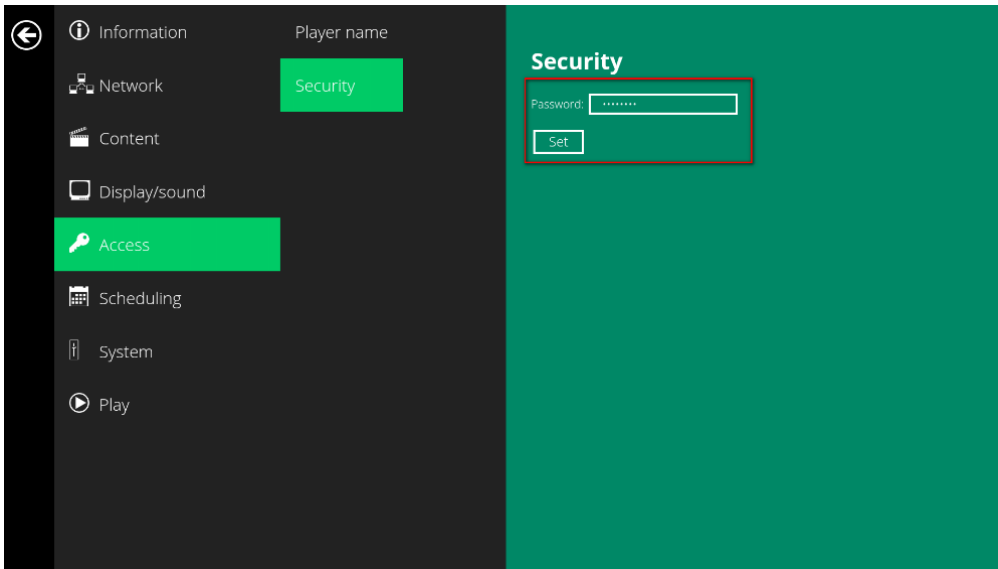 Information
Network
Content
Display/sound
Access
Scheduling
System
Play
Player name
Security
Security
Password: ········
Set